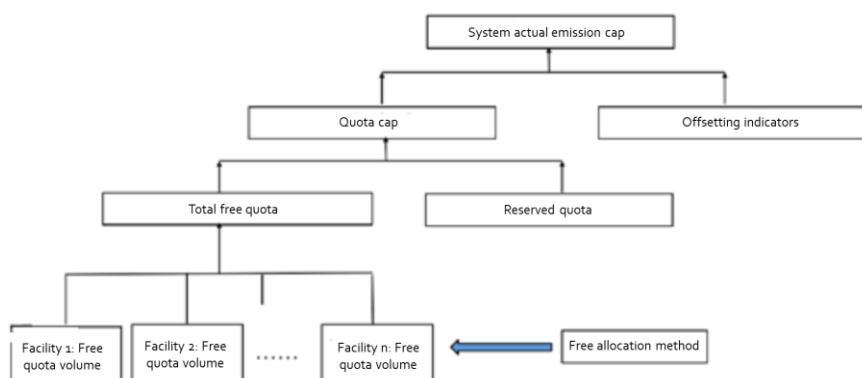 System actual emission cap
Quota cap
Offsetting indicators
Total free quota
Reserved quota
Facility 1: Free
quota volume
Facility 2: Free
quota volume
......
Facility n: Free
quota volume
Free allocation method